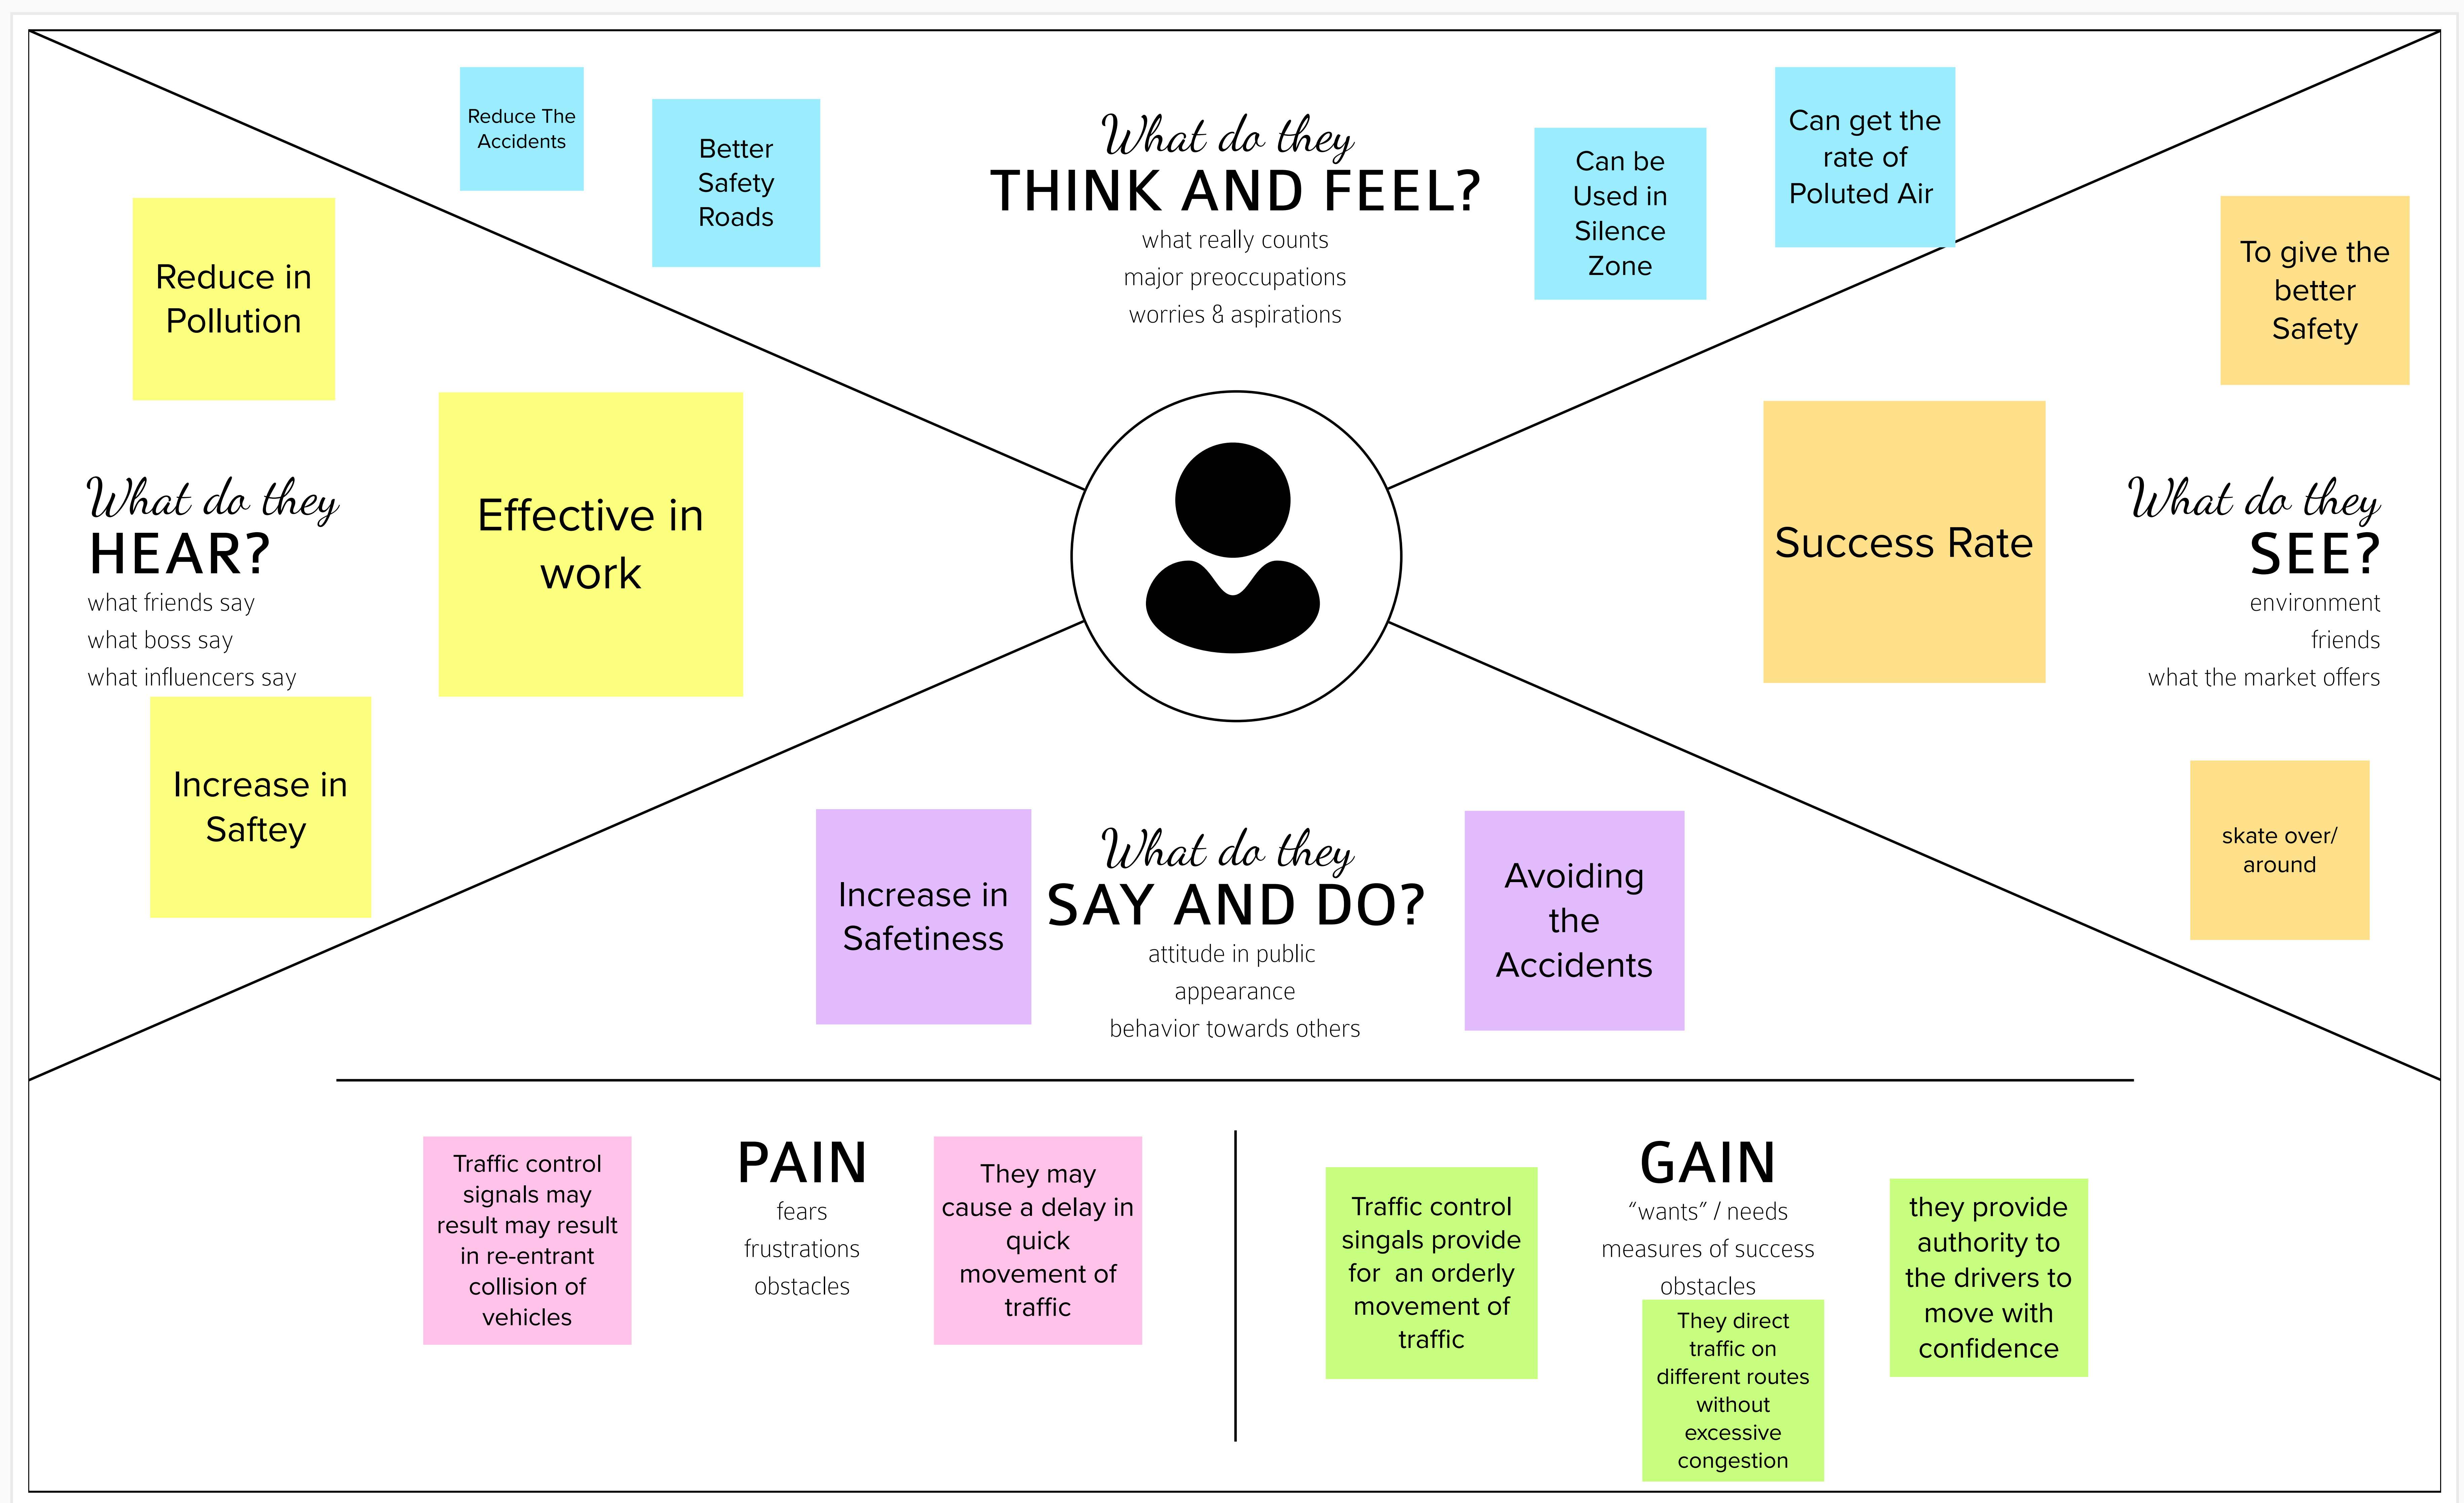 Reduce The
Accidents
Better
Safety
Roads
What do they
THINK AND FEEL?
what really counts
major preoccupations
worries & aspirations
Can be
Used in
Silence
Zone
Can get the
rate of
Poluted Air
Reduce in
Pollution
Effective in
work
What do they
HEAR?
what friends say
what boss say
what influencers say
Increase in
Saftey
To give the
better
Safety
Success Rate
What do they
SEE?
environment
friends
what the market offers
skate over/
around
Increase in
Safetiness
What do they
SAY AND DO?
attitude in public
appearance
behavior towards others
Avoiding
the
Accidents
Traffic control
signals may
result may result
in re-entrant
collision of
vehicles
PAIN
fears
frustrations
obstacles
They may
cause a delay in
quick
movement of
traffic
Traffic control
singals provide
for an orderly
movement of
traffic
GAIN
“wants” / needs
measures of success
obstacles
They direct
traffic on
different routes
without
excessive
congestion
they provide
authority to
the drivers to
move with
confidence